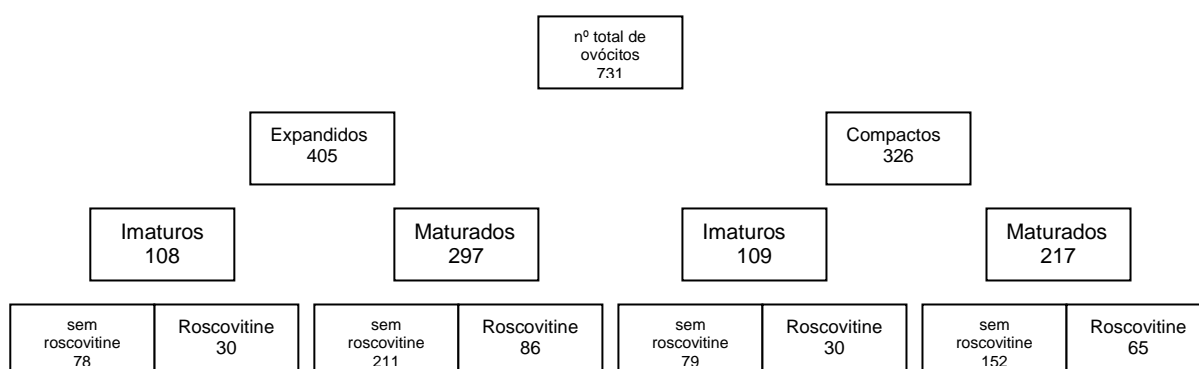 nº total de
ovócitos
731
Expandidos
405
Compactos
326
Imaturos
108
Maturados
297
Imaturos
109
Maturados
217
sem
roscovitine
78
Roscovitine
30
sem
roscovitine
211
Roscovitine
86
sem
roscovitine
79
Roscovitine
30
sem
roscovitine
152
Roscovitine
65